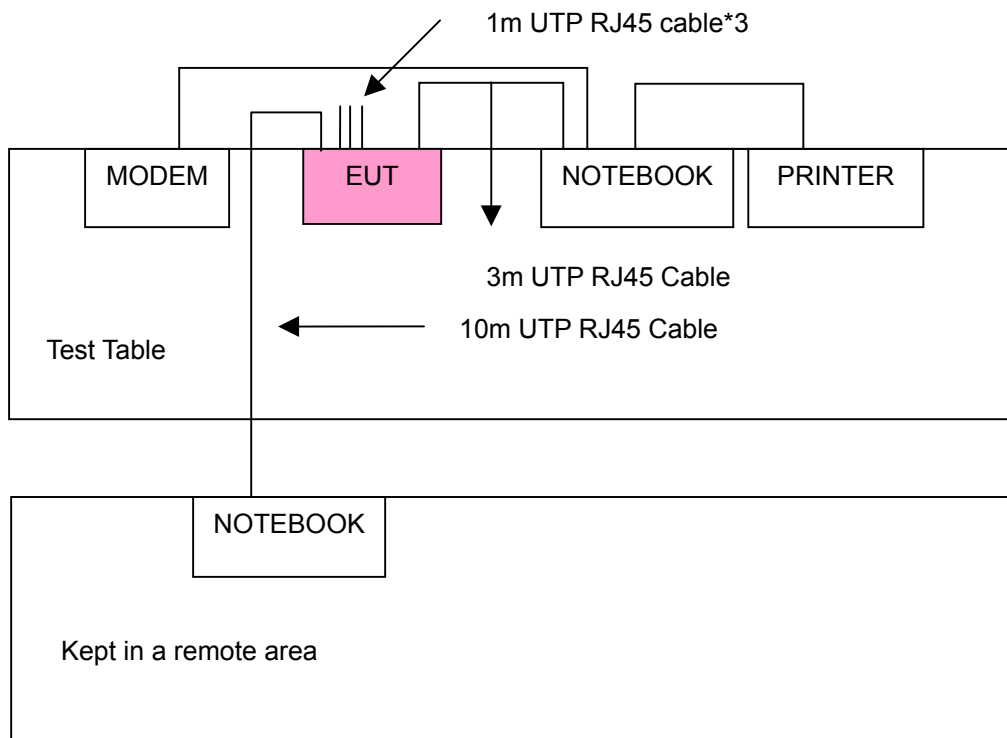 1m UTP RJ45 cable*3
MODEM
EUT
NOTEBOOK
PRINTER
3m UTP RJ45 Cable
10m UTP RJ45 Cable
Test Table
NOTEBOOK
Kept in a remote area